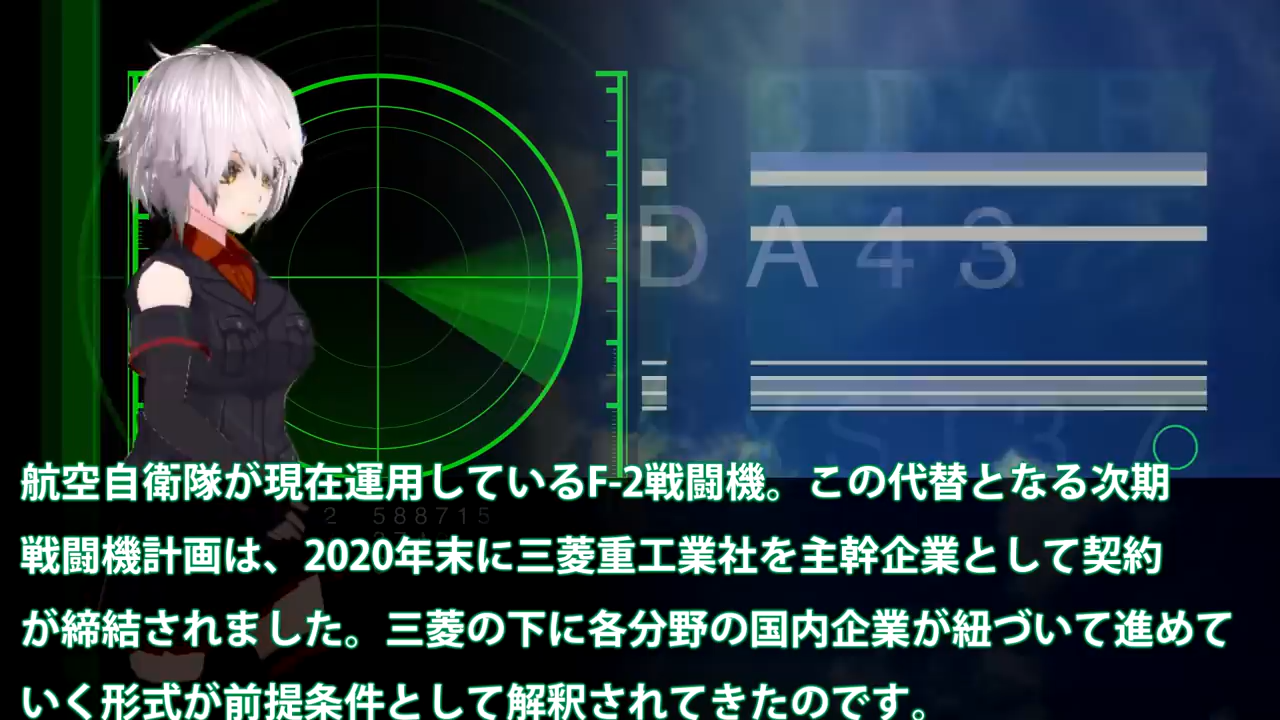 DA43
航空自衛隊が現在運用しているF-2戦闘機。この代替となる次期
2 588715
戦闘機計画は、2020年末に三菱重工業社を主幹企業として契約
が締結されました。三菱の下に各分野の国内企業が紐づいて進めて
いく形式が前提条件として解釈されてきたのです。